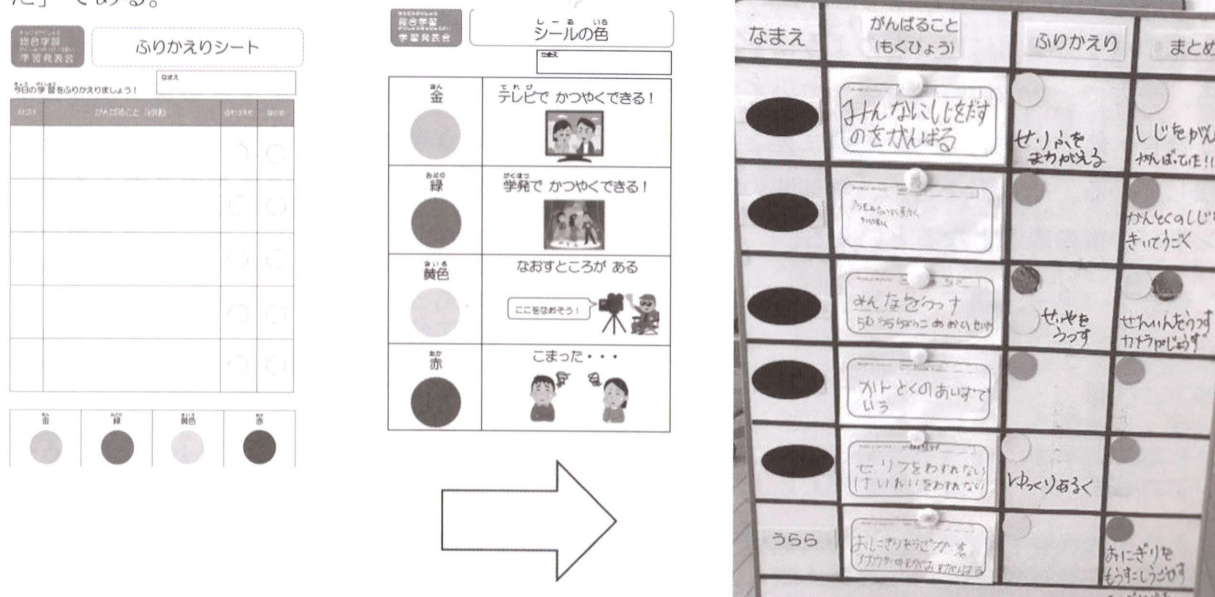 た」である。
総合学習
学習発表会
ふりかえりシート
なまえ
今日の学習をふりかえりましょう！
がんばること
金
緑
黄色
赤
総合学習
学習発表会
シールの色
なまえ
金
テレビで かつやくできる！
緑
学発で かつやくできる！
黄色
なおすところが ある
ここをなおそう！
赤
こまった・・・
なまえ
がんばること
(もくひょう)
ふりかえり
まとめ
みんなにしじをだす
のをがんばる
せりふを
まちがえる
しじをがん
がんばっていた!!
かんとくのしじを
きいてうごく
みんなをうつす
せいやを
うつす
ぜんいんをうつす
カメラがじょうず
かんとくのあいずで
いう
セリフをわすれない
けいれいをわすれない
ゆっくりあるく
うらら
おにぎりを
もうすこしうごかす